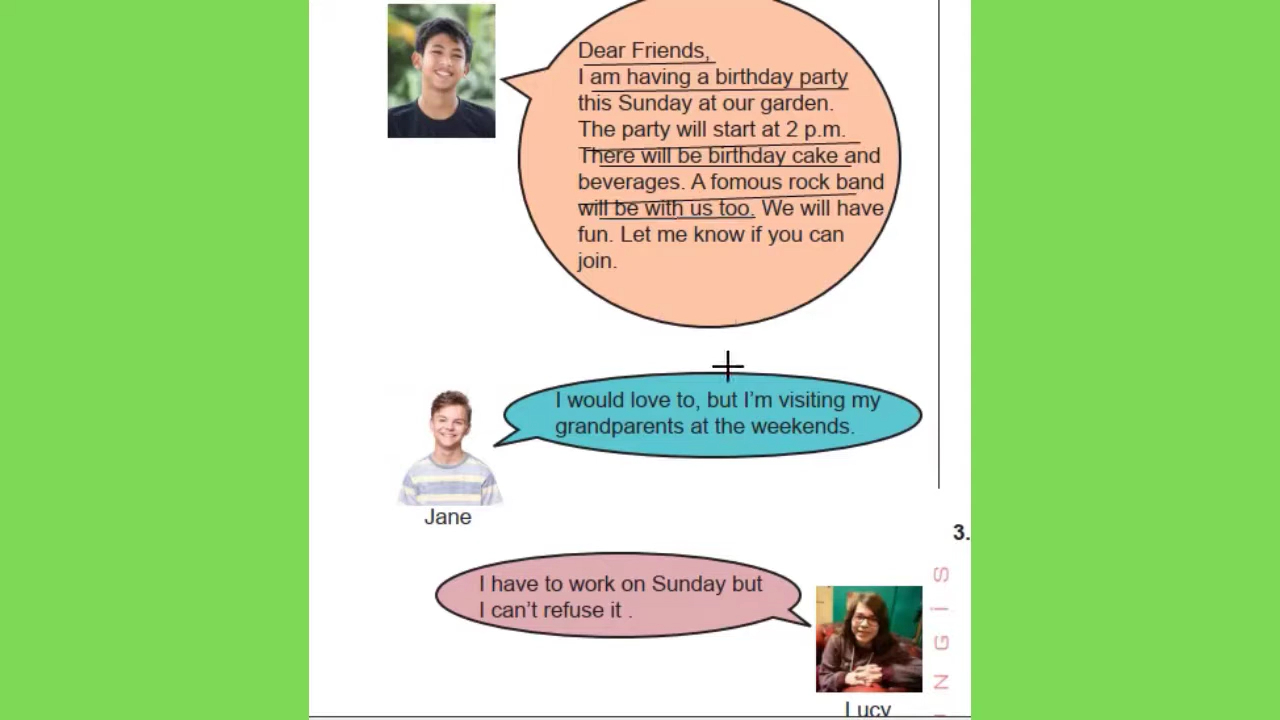 Dear Friends,
I am having a birthday party
this Sunday at our garden.
The party will start at 2 p.m.
There will be birthday cake and
beverages. A fomous rock band
will be with us too. We will have
fun. Let me know if you can
join.
I would love to, but I'm visiting my
grandparents at the weekends.
Jane
3.
I have to work on Sunday but
I can't refuse it .
Lucy
N G İ S